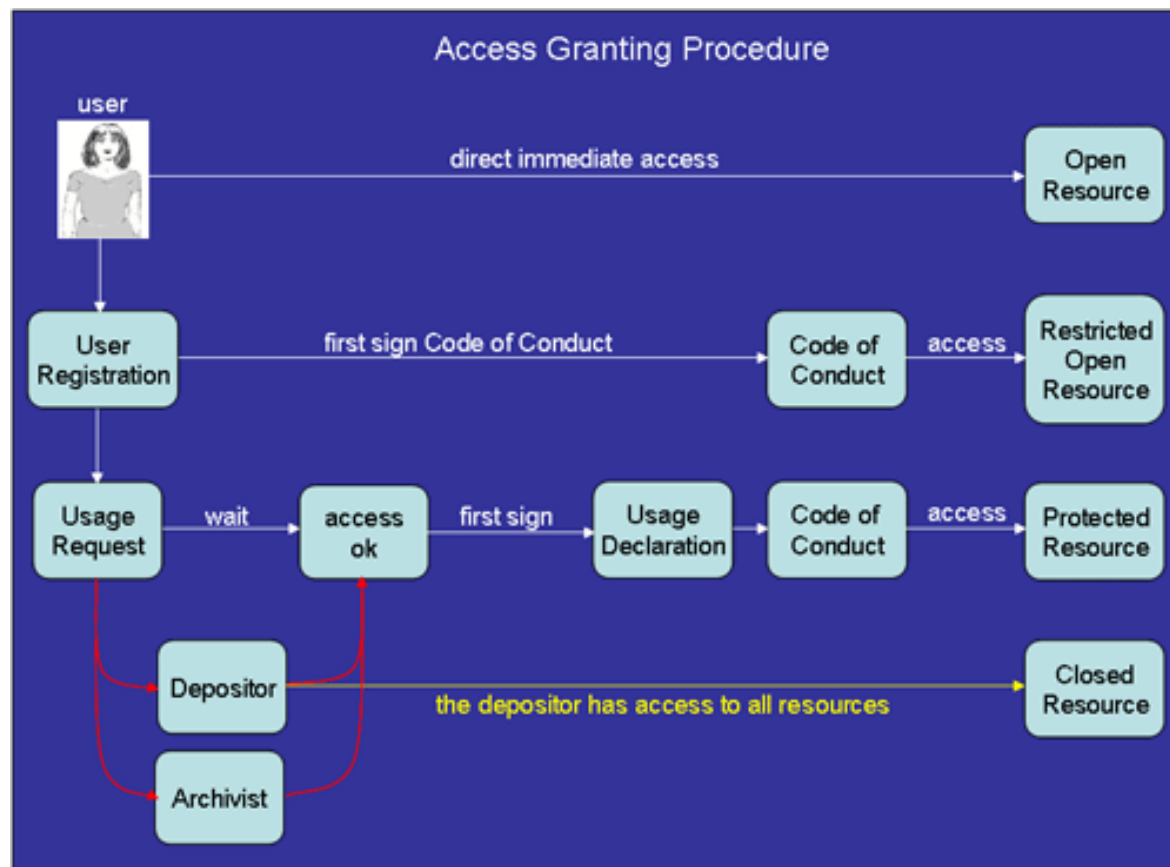 Access Granting Procedure
user
direct immediate access
Open
Resource
User
Registration
first sign Code of Conduct
Code of
Conduct
access
Restricted
Open
Resource
Usage
Request
wait
access
ok
first sign
Usage
Declaration
Code of
Conduct
access
Protected
Resource
Depositor
the depositor has access to all resources
Closed
Resource
Archivist